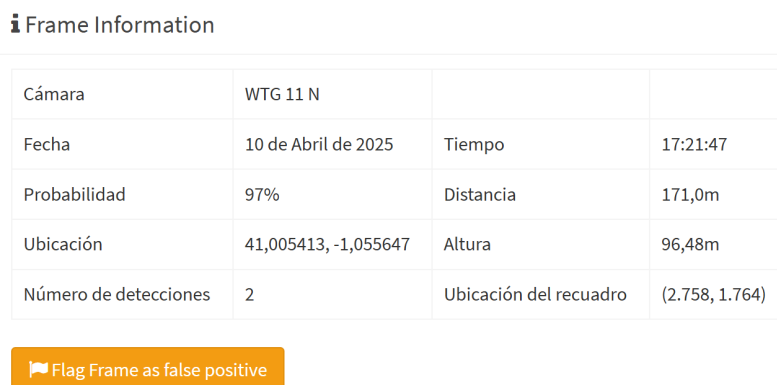 Frame Information
Cámara WTG 11 N
Fecha 10 de Abril de 2025 Tiempo 17:21:47
Probabilidad 97% Distancia 171,0m
Ubicación 41,005413, -1,055647 Altura 96,48m
Número de detecciones 2 Ubicación del recuadro (2.758, 1.764)
Flag Frame as false positive